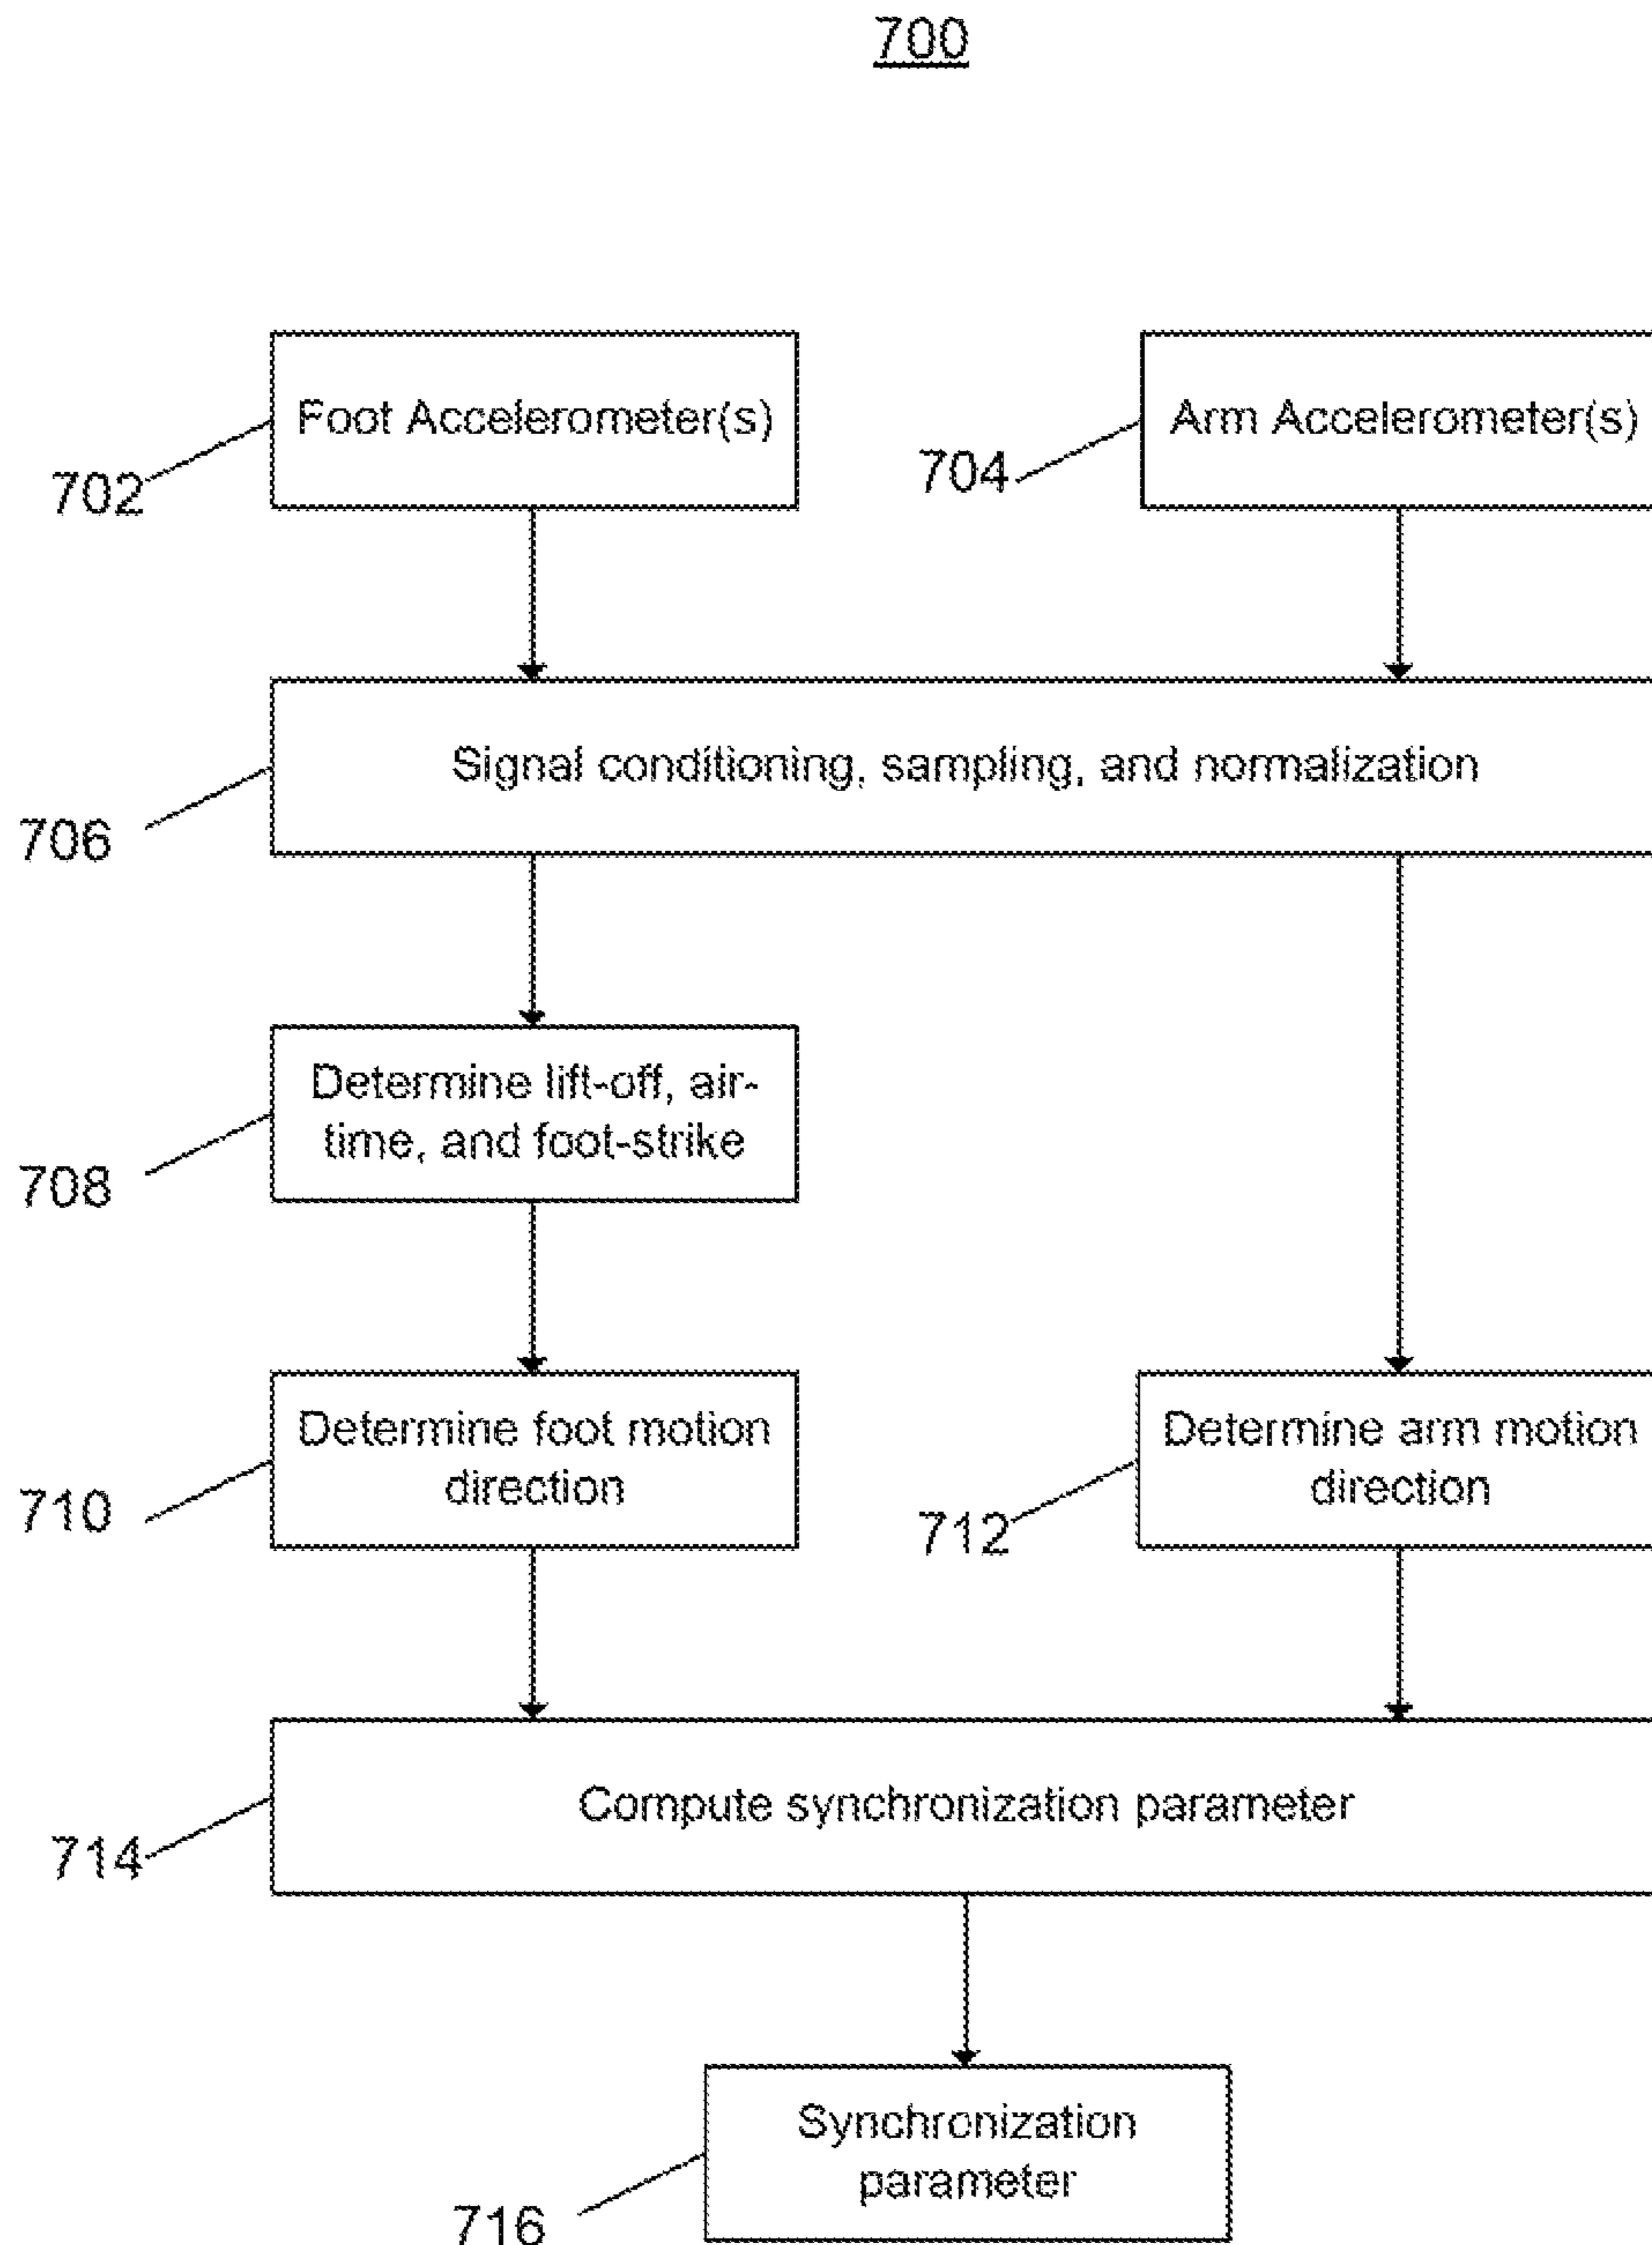 700
Foot Accelerometer(s)
Arm Accelerometer(s)
702
704
Signal conditioning, sampling, and normalization
706
Determine lift-off, air-
time, and foot-strike
708
Determine foot motion
direction
Determine arm motion
direction
710
712
Compute synchronization parameter
714
Synchronization
parameter
716